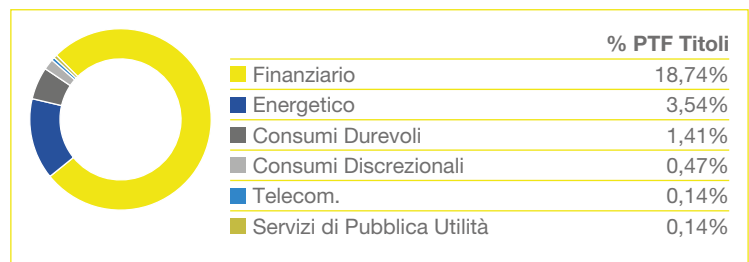 % PTF Titoli
Finanziario 18,74%
Energetico 3,54%
Consumi Durevoli 1,41%
Consumi Discrezionali 0,47%
Telecom. 0,14%
Servizi di Pubblica Utilità 0,14%